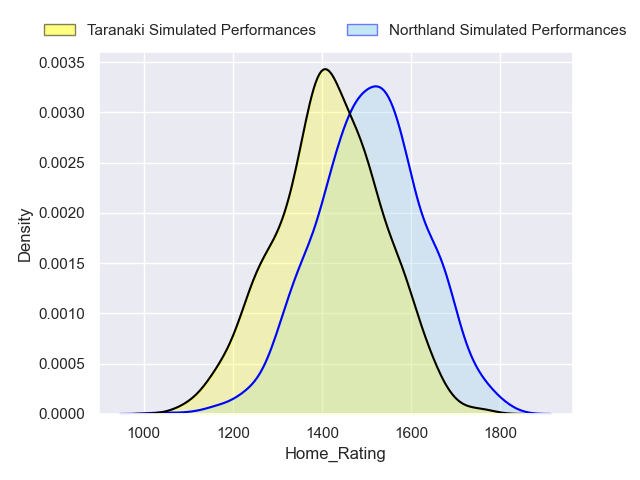 Taranaki Simulated Performances Northland Simulated Performances
0.0035
0.0030
0.0025
0.0020
0.0015
0.0010
0.0005
0.0000
Density
1000 1200 1400 1600 1800
Home_Rating